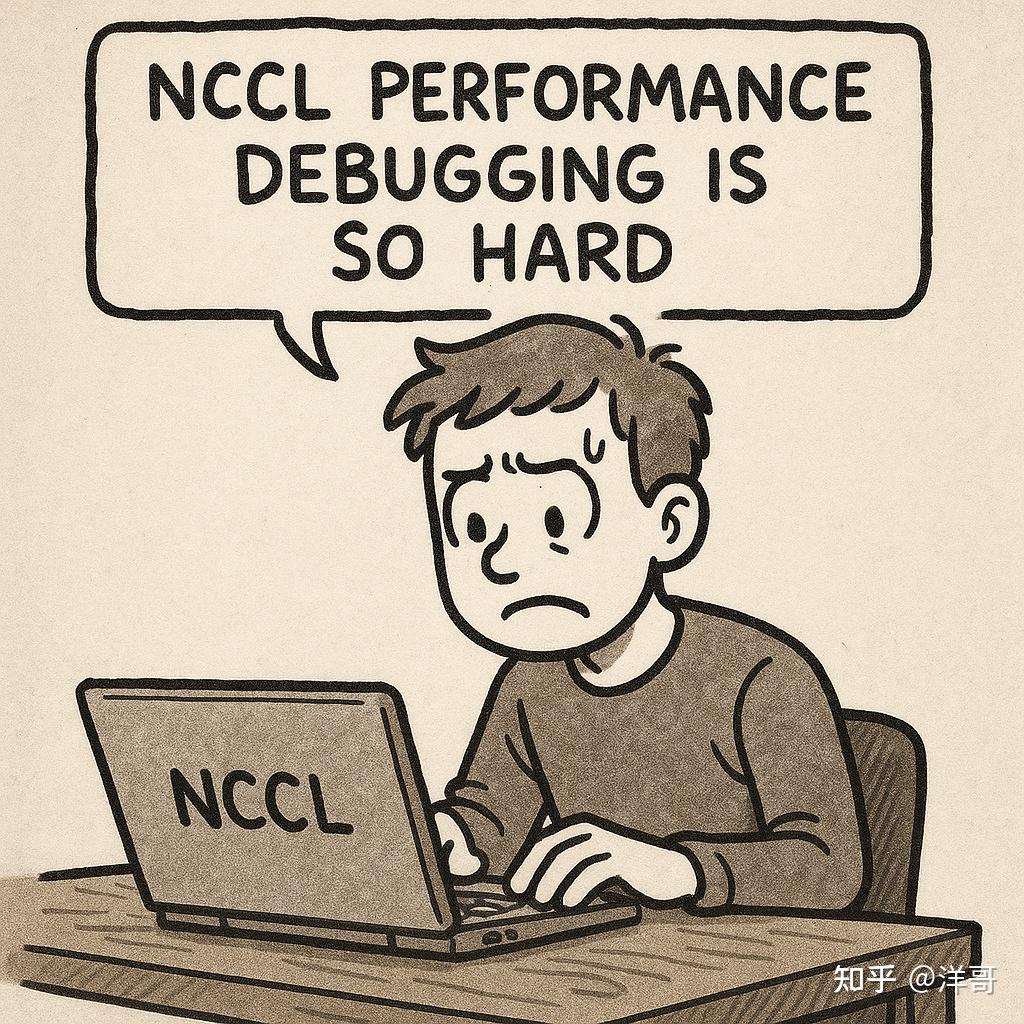 NCCL PERFORMANCE
DEBUGGING IS
SO HARD
NCCL
知乎 @洋哥